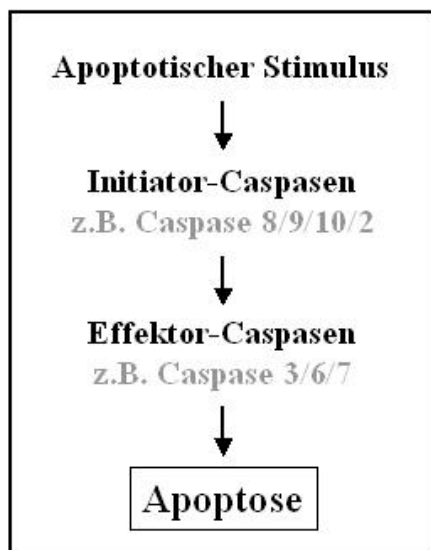 Apoptotischer Stimulus
Initiator-Caspasen
z.B. Caspase 8/9/10/2
Effektor-Caspasen
z.B. Caspase 3/6/7
Apoptose